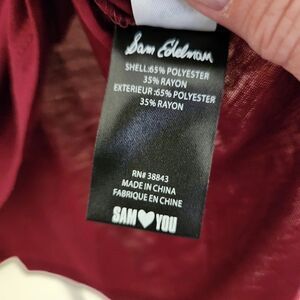 Sam Edelman
SHELL:65% POLYESTER
35% RAYON
EXTERIEUR :65% POLYESTER
35% RAYON
RN# 38843
MADE IN CHINA
FABRIQUE EN CHINE
SAM♥YOU